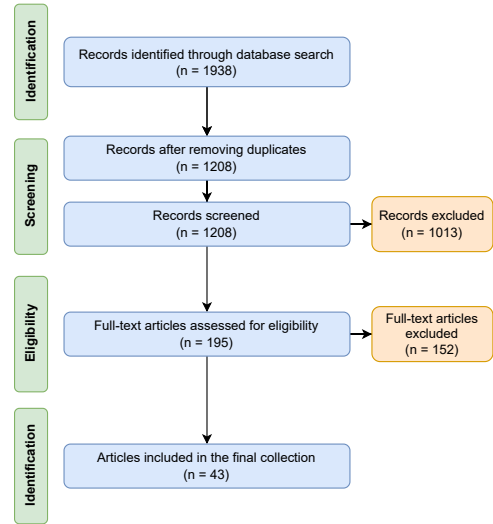 Identification
Records identified through database search
(n = 1938)
Screening
Records after removing duplicates
(n = 1208)
Records screened
(n = 1208)
Records excluded
(n = 1013)
Eligibility
Full-text articles assessed for eligibility
(n = 195)
Full-text articles
excluded
(n = 152)
Identification
Articles included in the final collection
(n = 43)